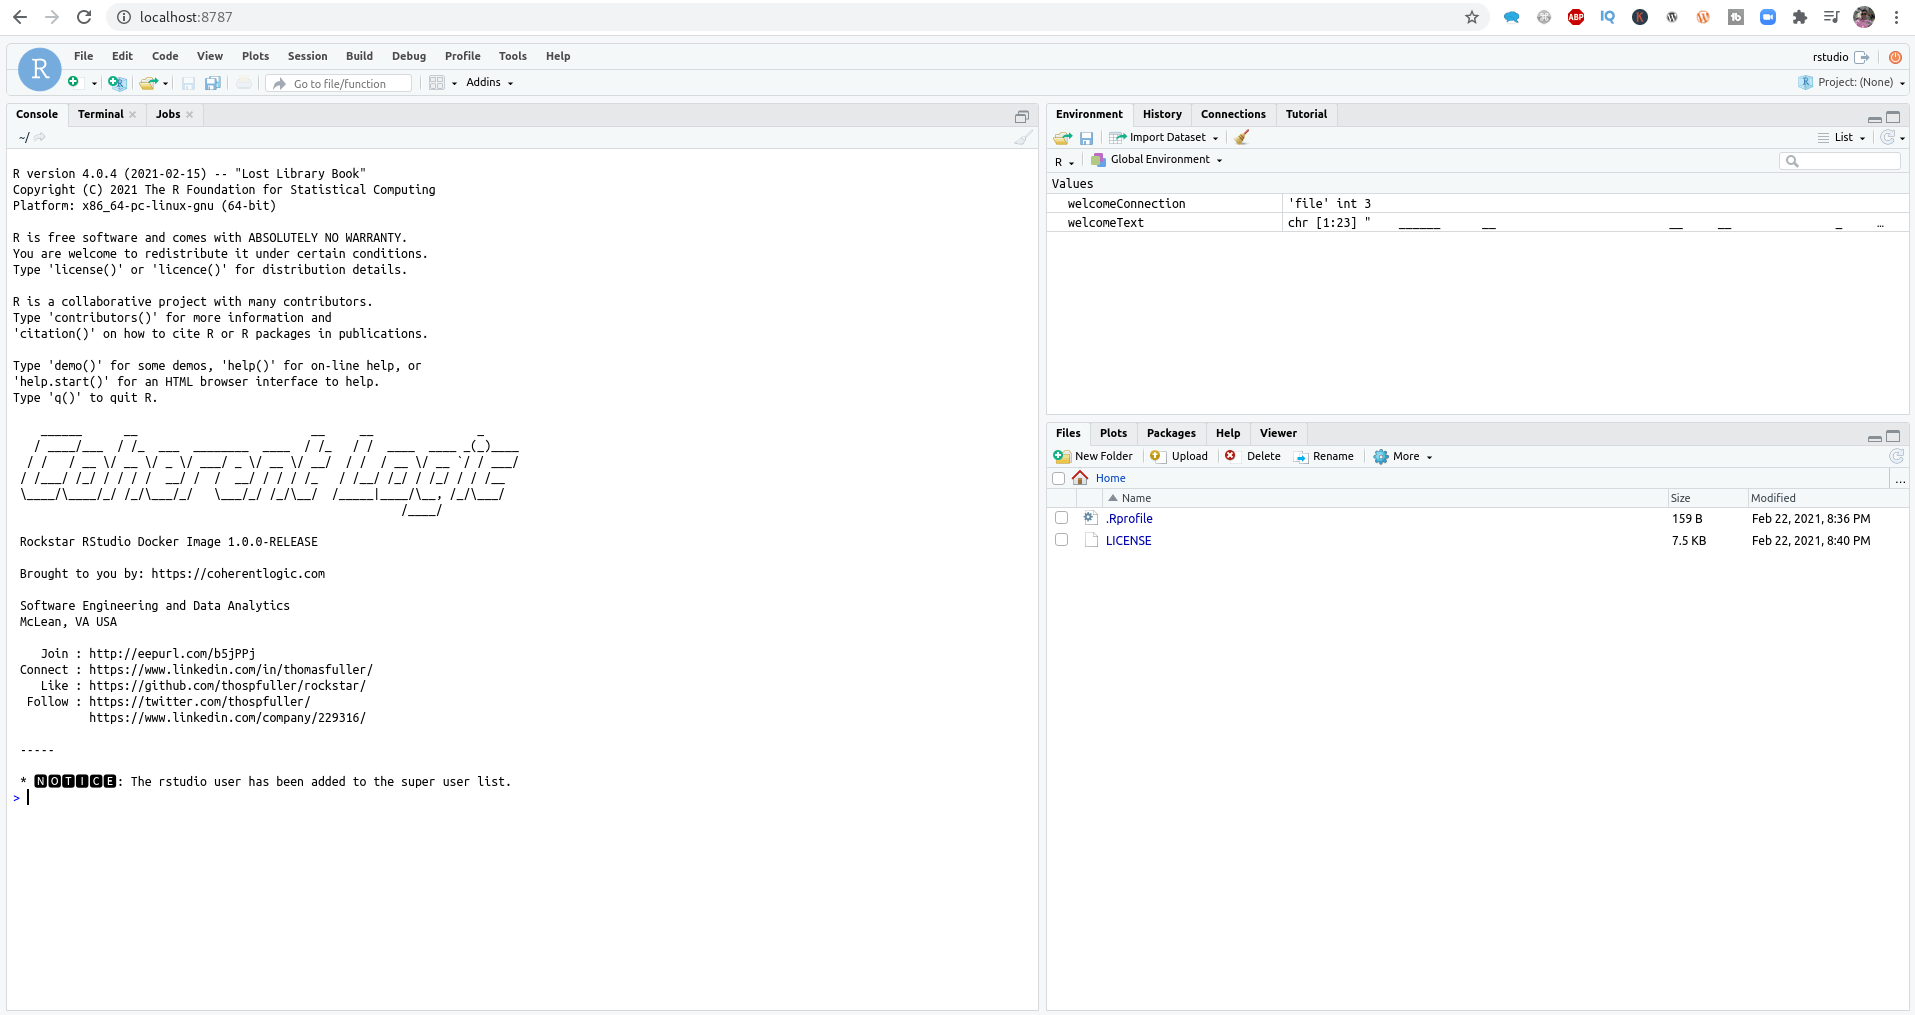 localhost:8787
R
File Edit Code View Plots Session Build Debug Profile Tools Help
rstudio
Go to file/function
Addins
Project: (None)
Console Terminal Jobs
~/
R version 4.0.4 (2021-02-15) -- "Lost Library Book"
Copyright (C) 2021 The R Foundation for Statistical Computing
Platform: x86_64-pc-linux-gnu (64-bit)
R is free software and comes with ABSOLUTELY NO WARRANTY.
You are welcome to redistribute it under certain conditions.
Type 'license()' or 'licence()' for distribution details.
R is a collaborative project with many contributors.
Type 'contributors()' for more information and
'citation()' on how to cite R or R packages in publications.
Type 'demo()' for some demos, 'help()' for on-line help, or
'help.start()' for an HTML browser interface to help.
Type 'q()' to quit R.
Coherent Logic
Rockstar RStudio Docker Image 1.0.0-RELEASE
Brought to you by: https://coherentlogic.com
Software Engineering and Data Analytics
McLean, VA USA
Join : http://eepurl.com/b5jPPj
Connect : https://www.linkedin.com/in/thomasfuller/
Like : https://github.com/thospfuller/rockstar/
Follow : https://twitter.com/thospfuller/
https://www.linkedin.com/company/229316/
-----
* NOTICE: The rstudio user has been added to the super user list.
>
Environment History Connections Tutorial
Import Dataset
List
R Global Environment
Values
welcomeConnection 'file' int 3
welcomeText chr [1:23] " ______ __ __ __ _ …
Files Plots Packages Help Viewer
New Folder Upload Delete Rename More
Home ...
Name Size Modified
.Rprofile 159 B Feb 22, 2021, 8:36 PM
LICENSE 7.5 KB Feb 22, 2021, 8:40 PM